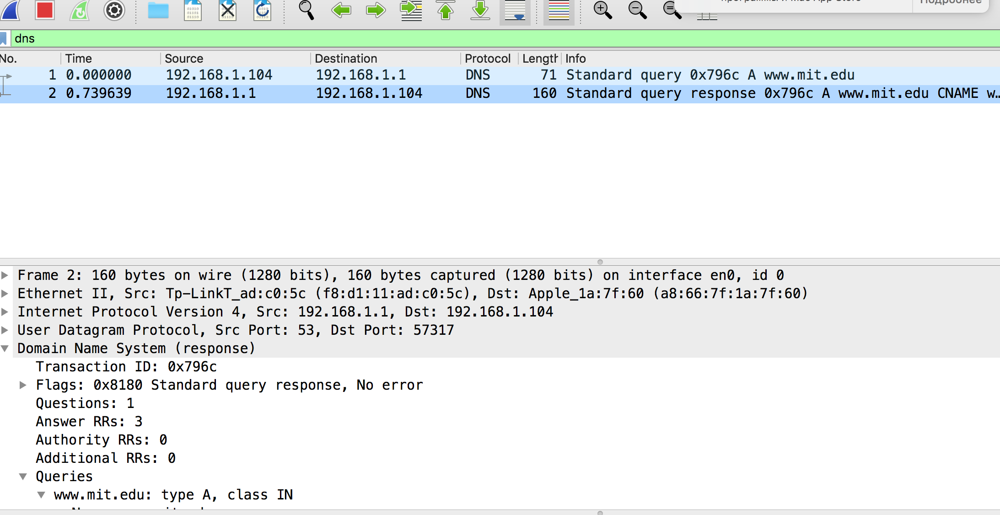 программы и Mac App Store
Подробнее
dns
No. Time Source Destination Protocol Length Info
1 0.000000 192.168.1.104 192.168.1.1 DNS 71 Standard query 0x796c A www.mit.edu
2 0.739639 192.168.1.1 192.168.1.104 DNS 160 Standard query response 0x796c A www.mit.edu CNAME w…
Frame 2: 160 bytes on wire (1280 bits), 160 bytes captured (1280 bits) on interface en0, id 0
Ethernet II, Src: Tp-LinkT_ad:c0:5c (f8:d1:11:ad:c0:5c), Dst: Apple_1a:7f:60 (a8:66:7f:1a:7f:60)
Internet Protocol Version 4, Src: 192.168.1.1, Dst: 192.168.1.104
User Datagram Protocol, Src Port: 53, Dst Port: 57317
Domain Name System (response)
Transaction ID: 0x796c
Flags: 0x8180 Standard query response, No error
Questions: 1
Answer RRs: 3
Authority RRs: 0
Additional RRs: 0
Queries
www.mit.edu: type A, class IN